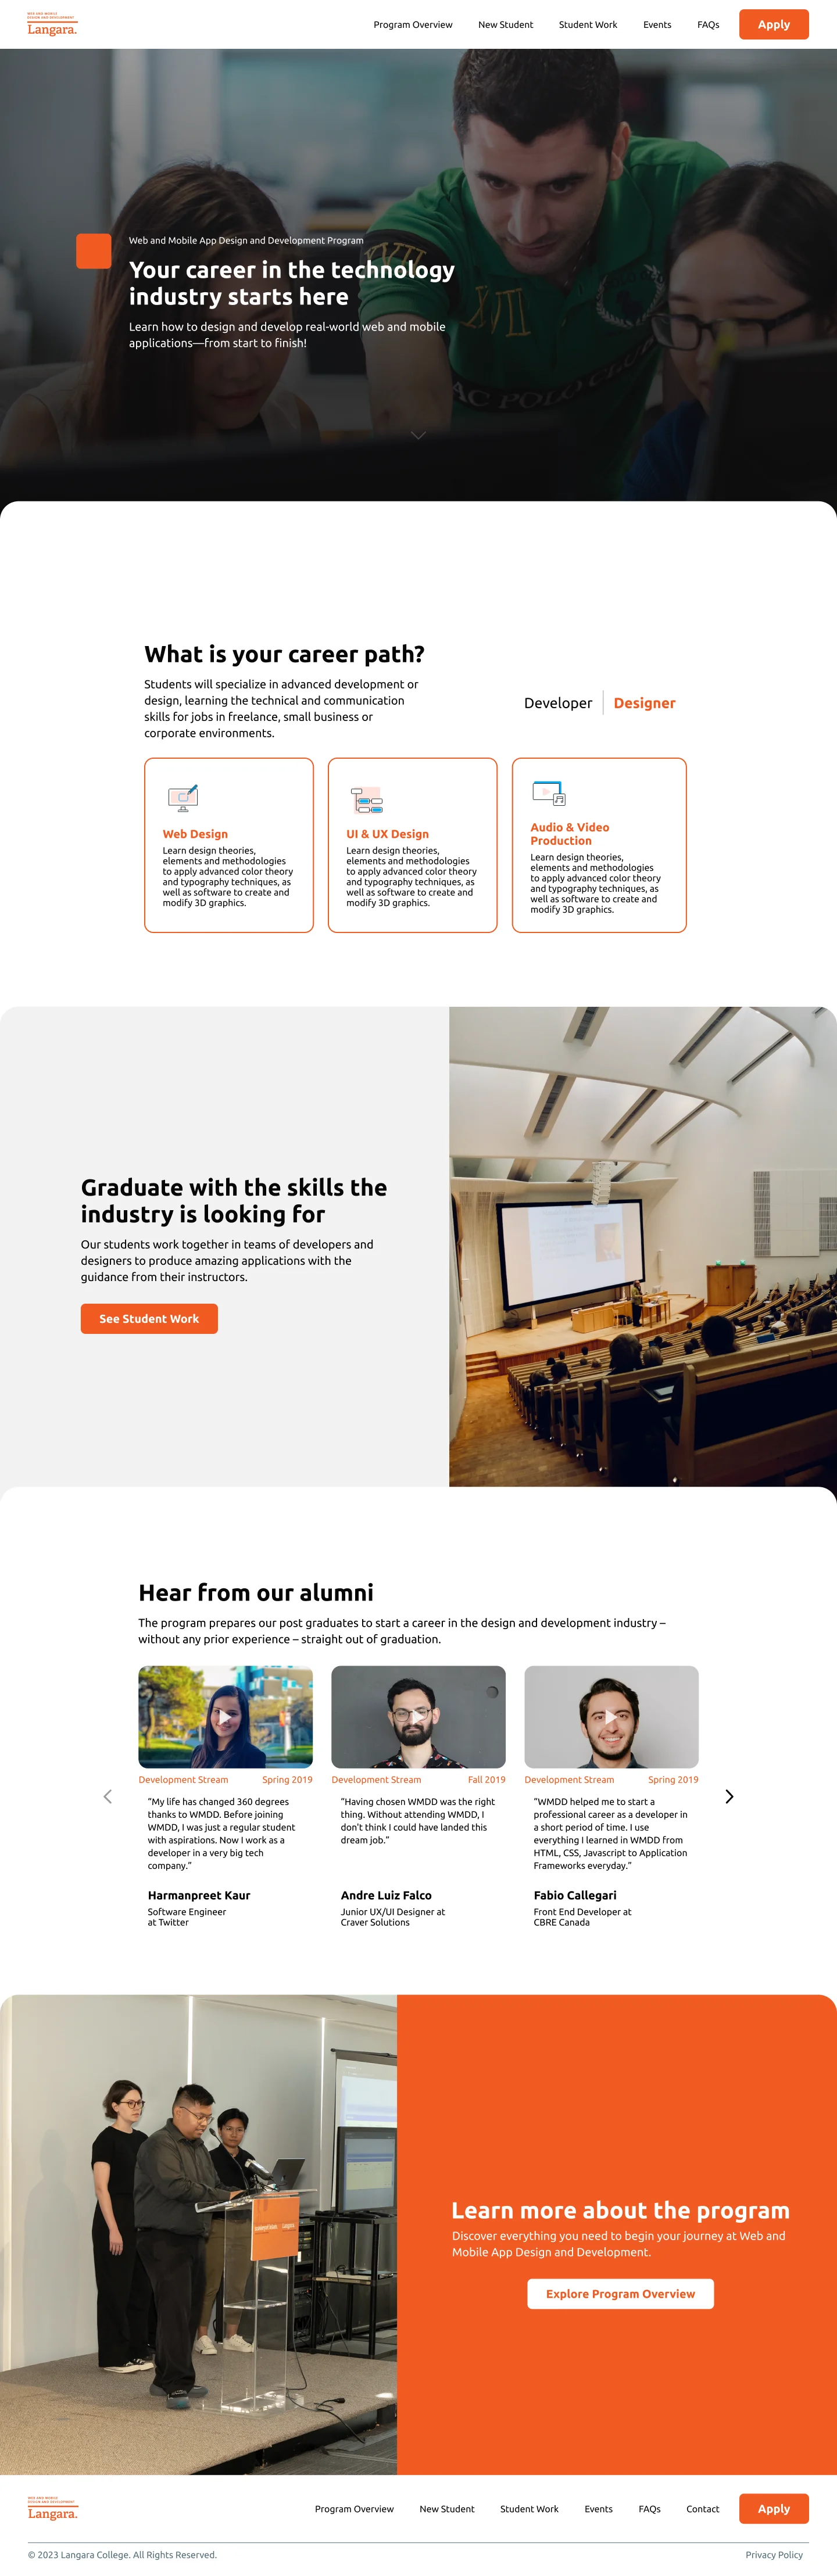 WEB AND MOBILE
DESIGN AND DEVELOPMENT
Langara.
Program Overview
New Student
Student Work
Events
FAQs
Apply
Web and Mobile App Design and Development Program
Your career in the technology
industry starts here
Learn how to design and develop real-world web and mobile
applications—from start to finish!
What is your career path?
Students will specialize in advanced development or
design, learning the technical and communication
skills for jobs in freelance, small business or
corporate environments.
Developer
Designer
Web Design
Learn design theories,
elements and methodologies
to apply advanced color theory
and typography techniques, as
well as software to create and
modify 3D graphics.
UI & UX Design
Learn design theories,
elements and methodologies
to apply advanced color theory
and typography techniques, as
well as software to create and
modify 3D graphics.
Audio & Video
Production
Learn design theories,
elements and methodologies
to apply advanced color theory
and typography techniques, as
well as software to create and
modify 3D graphics.
Graduate with the skills the
industry is looking for
Our students work together in teams of developers and
designers to produce amazing applications with the
guidance from their instructors.
See Student Work
Hear from our alumni
The program prepares our post graduates to start a career in the design and development industry –
without any prior experience – straight out of graduation.
Development Stream
Spring 2019
“My life has changed 360 degrees
thanks to WMDD. Before joining
WMDD, I was just a regular student
with aspirations. Now I work as a
developer in a very big tech
company.”
Harmanpreet Kaur
Software Engineer
at Twitter
Development Stream
Fall 2019
“Having chosen WMDD was the right
thing. Without attending WMDD, I
don't think I could have landed this
dream job.”
Andre Luiz Falco
Junior UX/UI Designer at
Craver Solutions
Development Stream
Spring 2019
“WMDD helped me to start a
professional career as a developer in
a short period of time. I use
everything I learned in WMDD from
HTML, CSS, Javascript to Application
Frameworks everyday.”
Fabio Callegari
Front End Developer at
CBRE Canada
Learn more about the program
Discover everything you need to begin your journey at Web and
Mobile App Design and Development.
Explore Program Overview
WEB AND MOBILE
DESIGN AND DEVELOPMENT
Langara.
Program Overview
New Student
Student Work
Events
FAQs
Contact
Apply
© 2023 Langara College. All Rights Reserved.
Privacy Policy